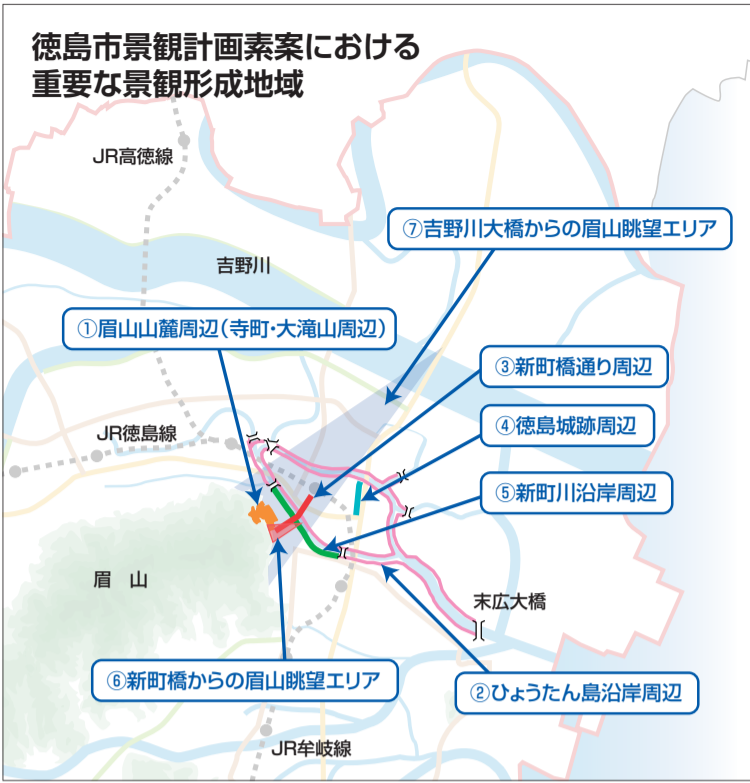 徳島市景観計画素案における
重要な景観形成地域
JR高徳線
⑦吉野川大橋からの眉山眺望エリア
吉野川
①眉山山麓周辺(寺町・大滝山周辺)
③新町橋通り周辺
④徳島城跡周辺
JR徳島線
⑤新町川沿岸周辺
眉 山
末広大橋
⑥新町橋からの眉山眺望エリア
②ひょうたん島沿岸周辺
JR牟岐線